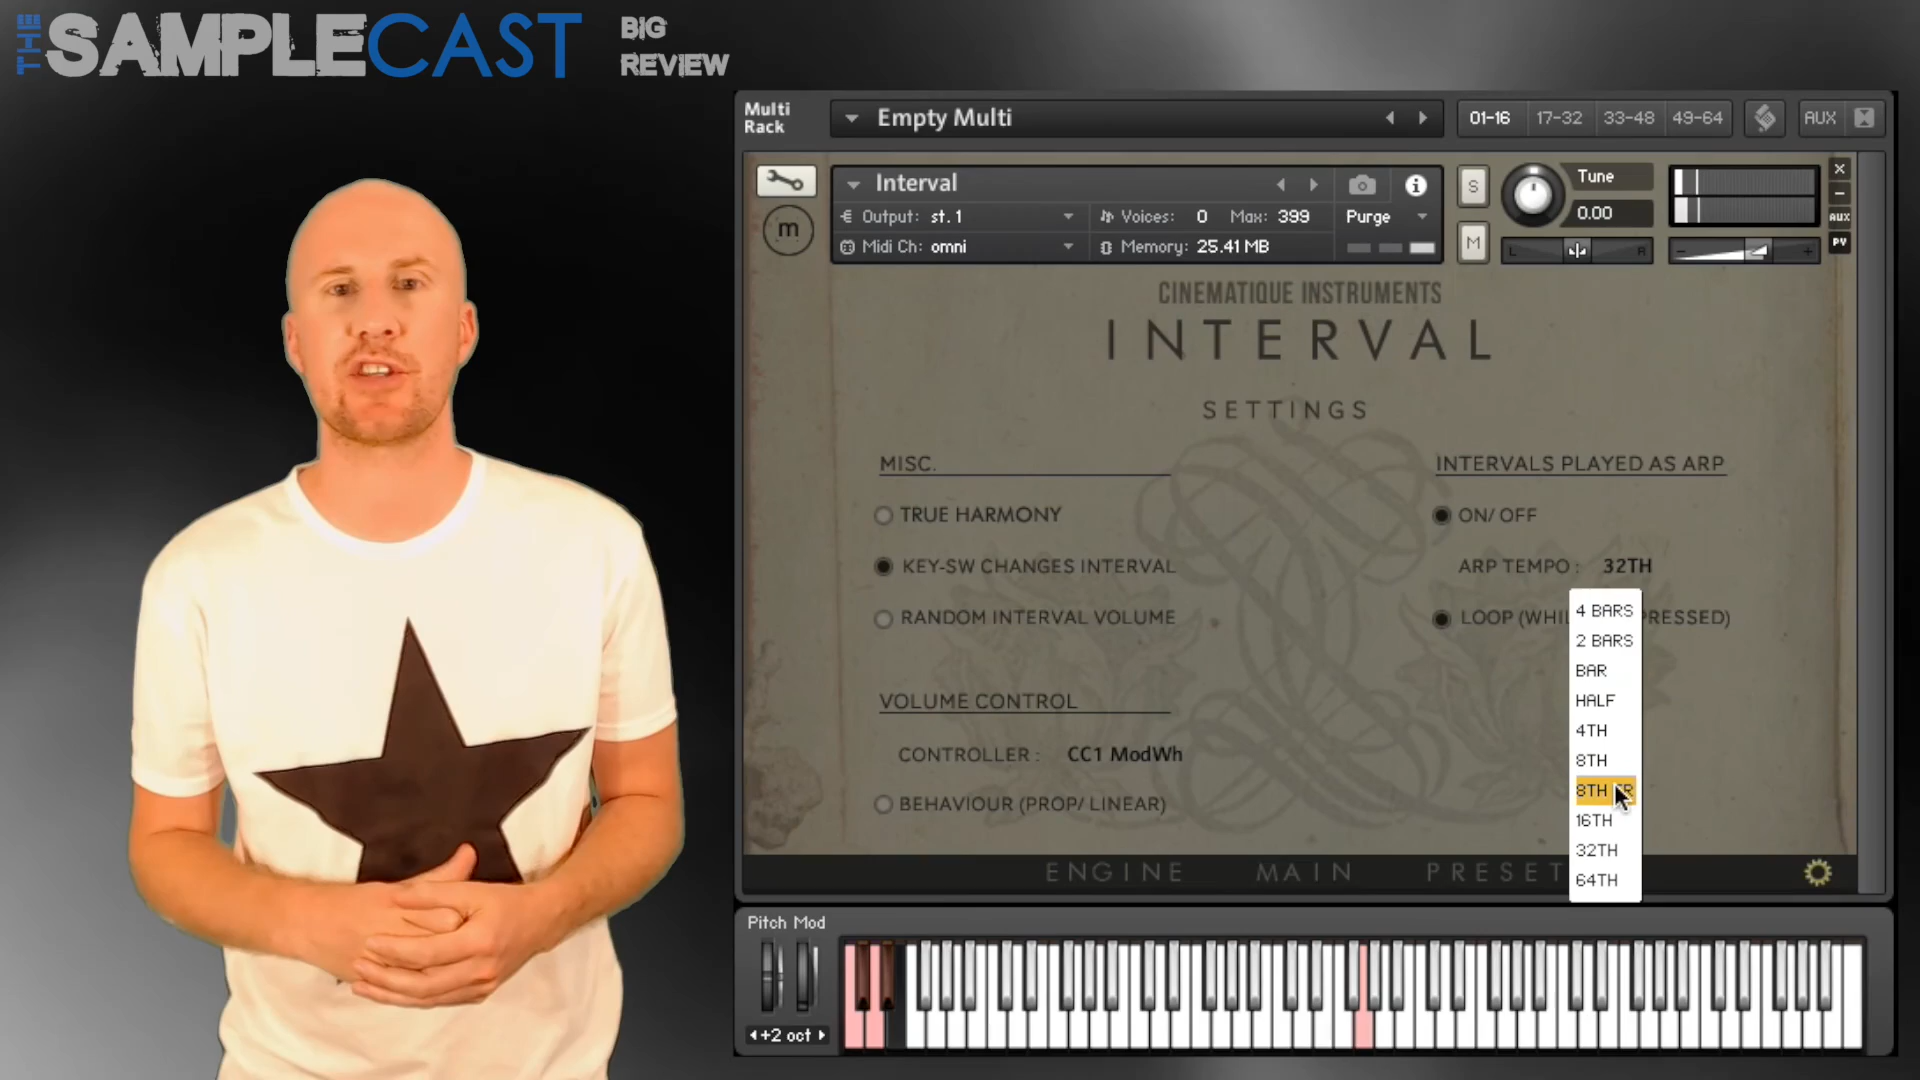 THE SAMPLECAST
BIG
REVIEW
Multi
Rack
Empty Multi
01-16 17-32 33-48 49-64
AUX
Interval
Output: st. 1
Voices: 0 Max: 399
Purge
Midi Ch: omni
Memory: 25.41 MB
S
M
Tune
0.00
L R
AUX
PV
m
CINEMATIQUE INSTRUMENTS
INTERVAL
SETTINGS
MISC.
TRUE HARMONY
KEY-SW CHANGES INTERVAL
RANDOM INTERVAL VOLUME
VOLUME CONTROL
CONTROLLER : CC1 ModWh
BEHAVIOUR (PROP/ LINEAR)
INTERVALS PLAYED AS ARP
ON/ OFF
ARP TEMPO : 32TH
4 BARS
2 BARS
BAR
HALF
4TH
8TH
8TH
16TH
32TH
64TH
ENGINE MAIN PRESET
Pitch Mod
+2 oct